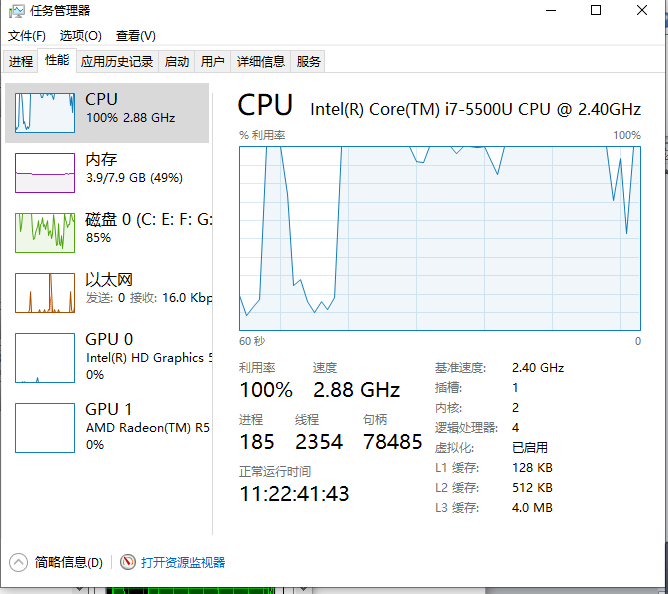 任务管理器
文件(F) 选项(O) 查看(V)
进程 性能 应用历史记录 启动 用户 详细信息 服务
CPU
100% 2.88 GHz
内存
3.9/7.9 GB (49%)
磁盘 0 (C: E: F: G:
85%
以太网
发送: 0 接收: 16.0 Kbp
GPU 0
Intel(R) HD Graphics 5
0%
GPU 1
AMD Radeon(TM) R5
0%
CPU Intel(R) Core(TM) i7-5500U CPU @ 2.40GHz
% 利用率 100%
60 秒 0
利用率 速度
100% 2.88 GHz
进程 线程 句柄
185 2354 78485
正常运行时间
11:22:41:43
基准速度: 2.40 GHz
插槽: 1
内核: 2
逻辑处理器: 4
虚拟化: 已启用
L1 缓存: 128 KB
L2 缓存: 512 KB
L3 缓存: 4.0 MB
简略信息(D) 打开资源监视器